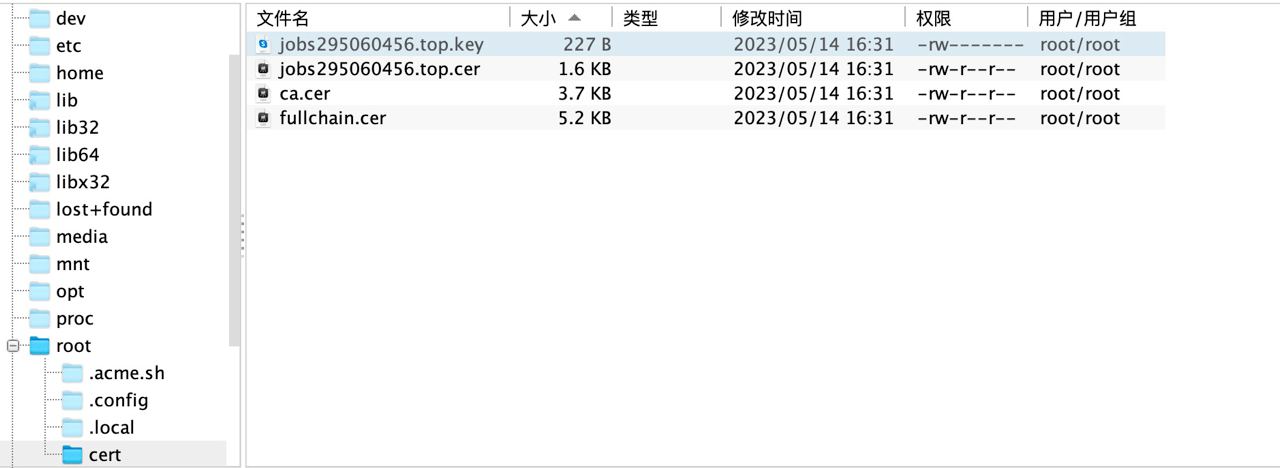 dev
etc
home
lib
lib32
lib64
libx32
lost+found
media
mnt
opt
proc
root
.acme.sh
.config
.local
cert
文件名 大小 类型 修改时间 权限 用户/用户组
jobs295060456.top.key 227 B 2023/05/14 16:31 -rw------- root/root
jobs295060456.top.cer 1.6 KB 2023/05/14 16:31 -rw-r--r-- root/root
ca.cer 3.7 KB 2023/05/14 16:31 -rw-r--r-- root/root
fullchain.cer 5.2 KB 2023/05/14 16:31 -rw-r--r-- root/root